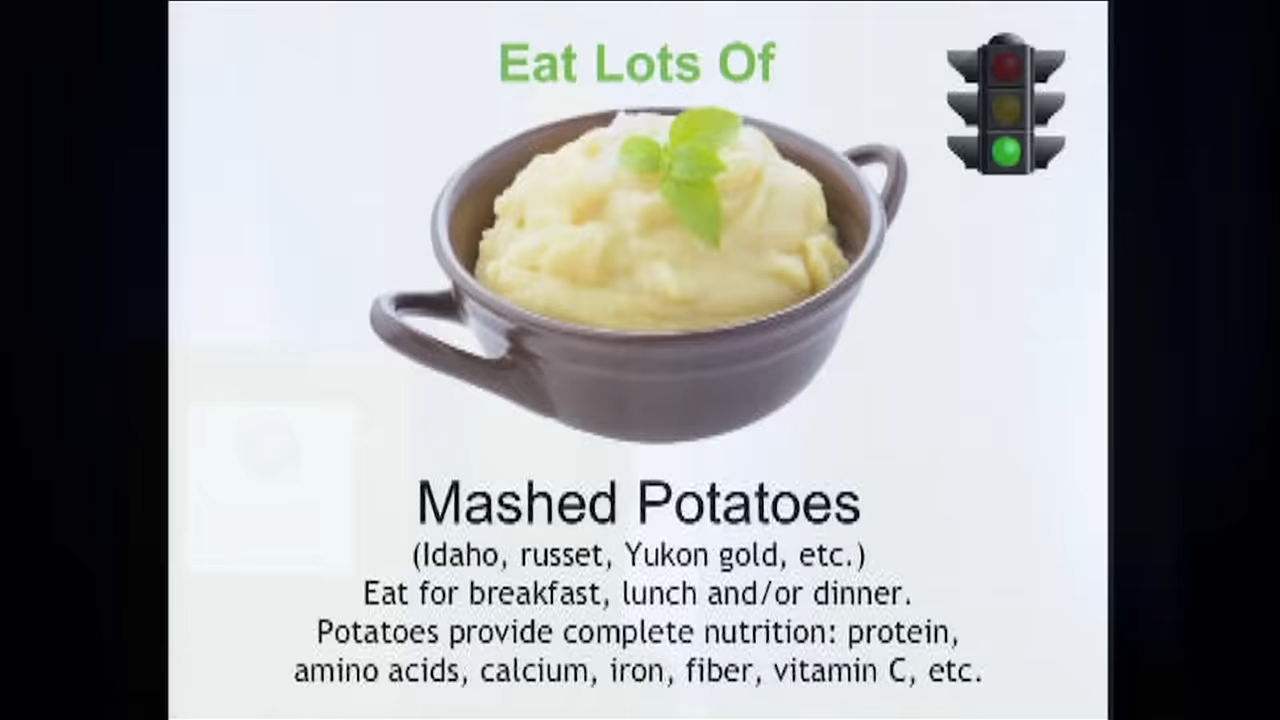 Eat Lots Of
Mashed Potatoes
(Idaho, russet, Yukon gold, etc.)
Eat for breakfast, lunch and/or dinner.
Potatoes provide complete nutrition: protein,
amino acids, calcium, iron, fiber, vitamin C, etc.